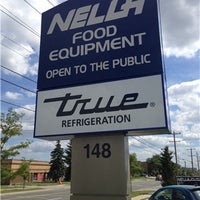 NELLA
FOOD
EQUIPMENT
OPEN TO THE PUBLIC
true®
REFRIGERATION
148